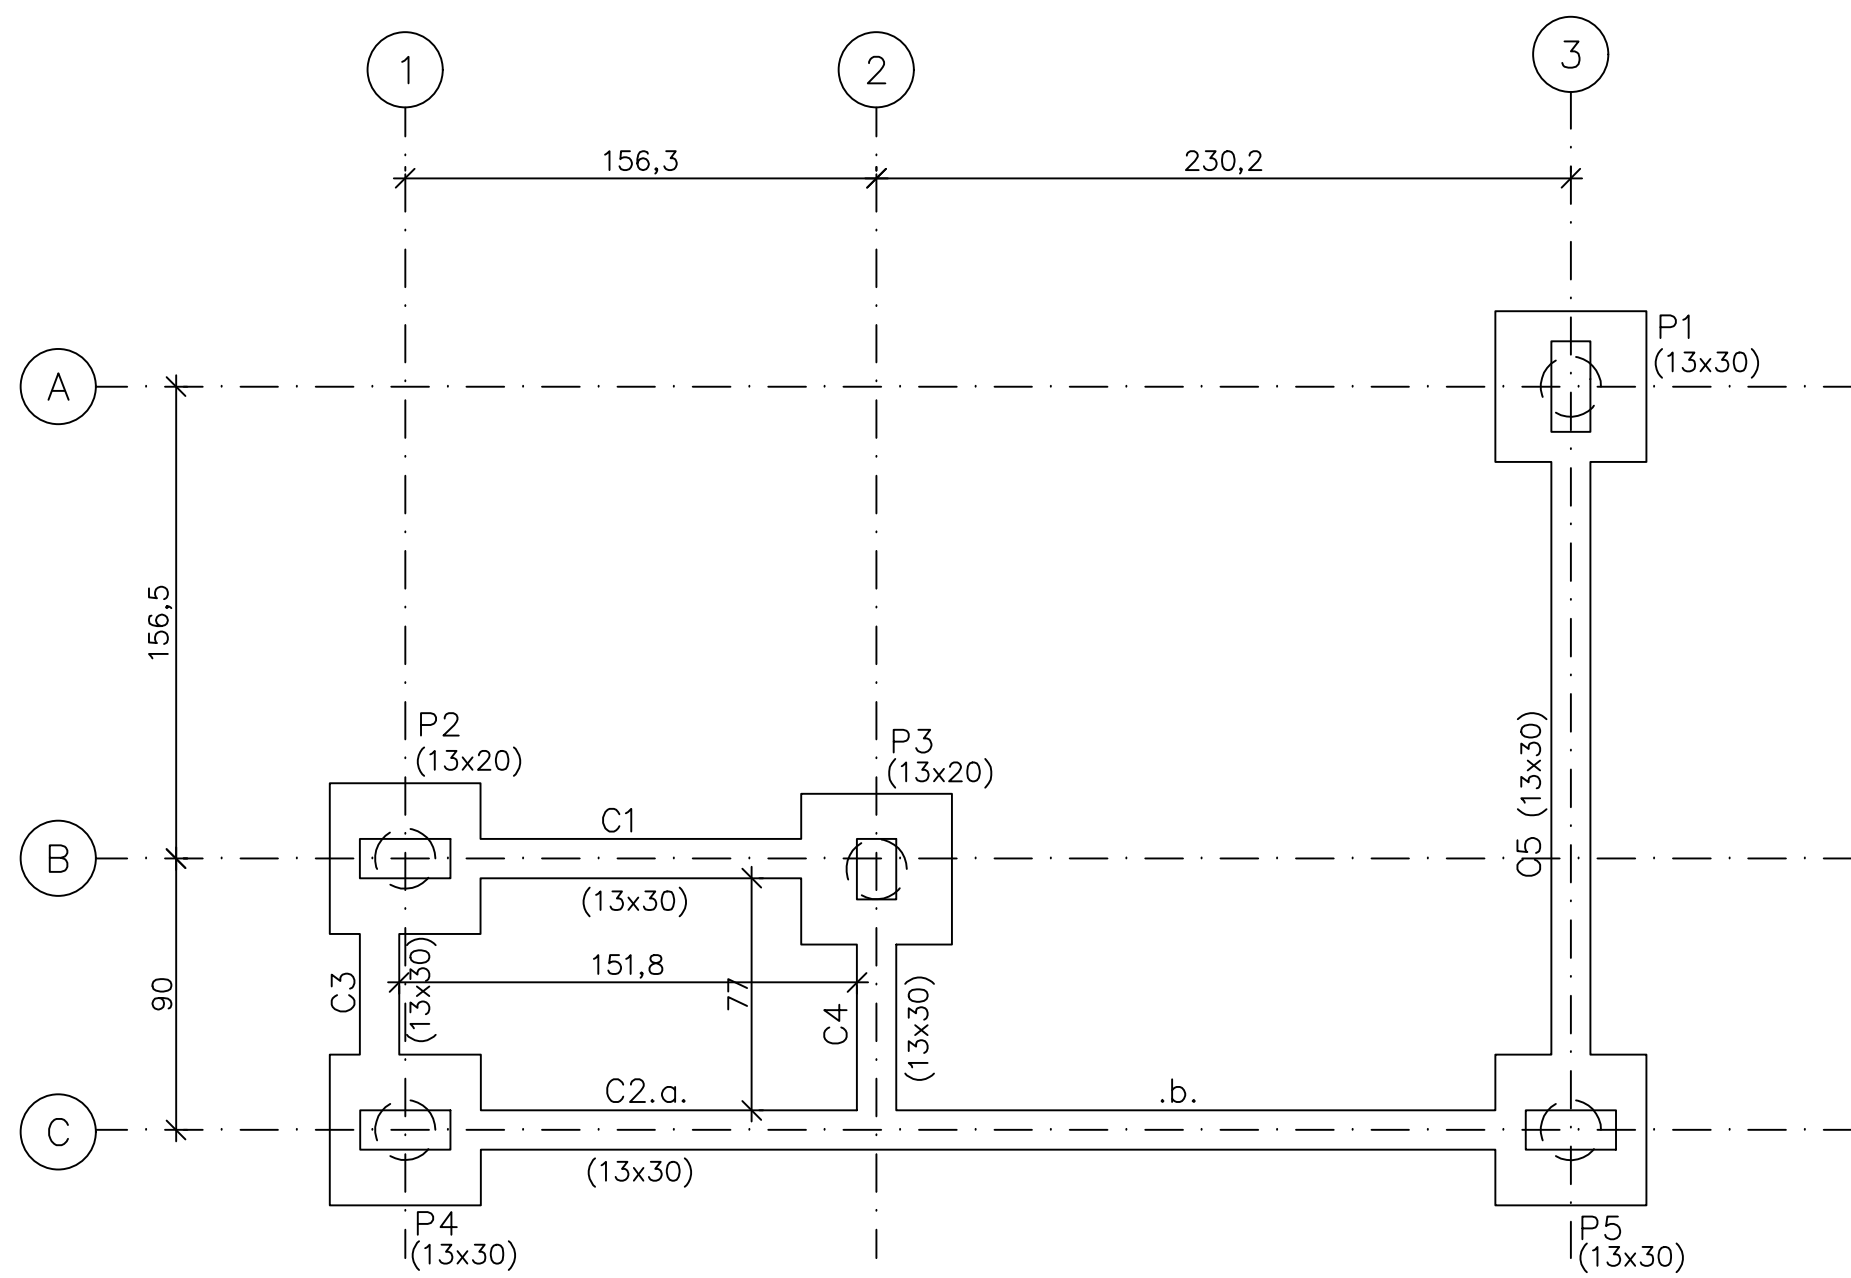 1
2
3
156,3
230,2
A
P1
(13x30)
156,5
P2
(13x20)
P3
(13x20)
C1
C5 (13x30)
B
(13x30)
151,8
77
90
C3
(13x30)
C4
(13x30)
C2.a.
.b.
C
(13x30)
P4
(13x30)
P5
(13x30)